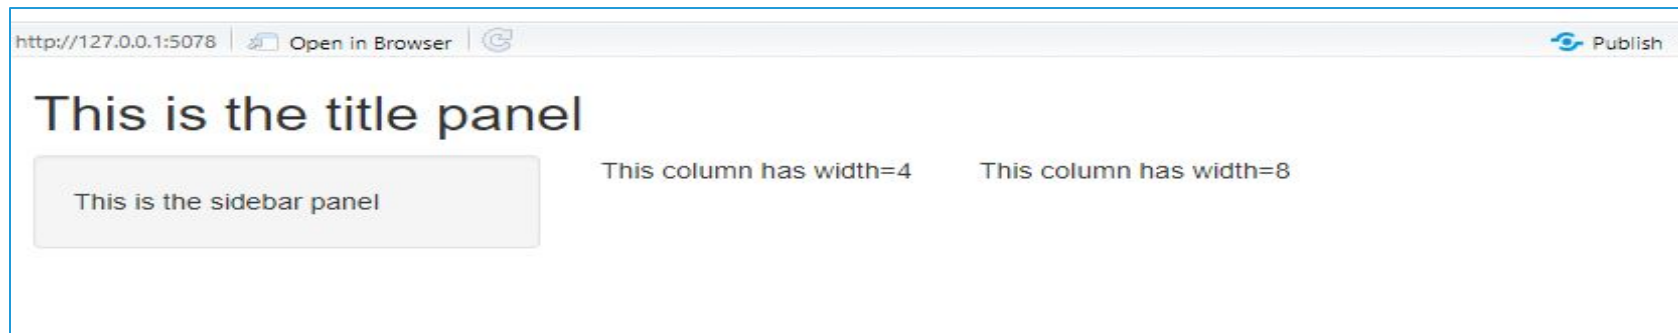 http://127.0.0.1:5078 Open in Browser Publish
This is the title panel
This is the sidebar panel
This column has width=4 This column has width=8